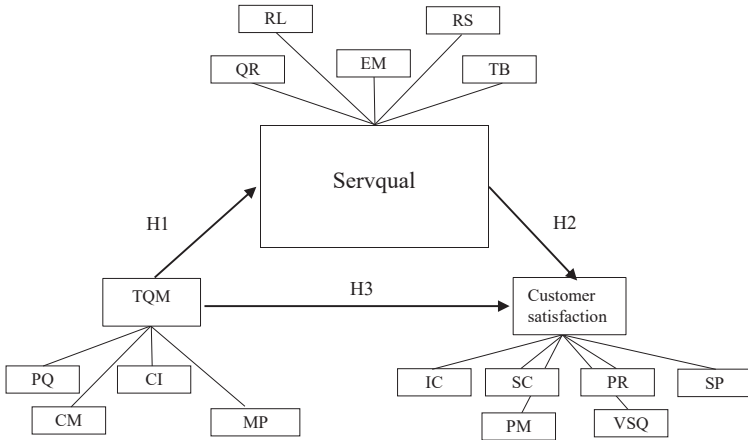 RL
RS
QR
EM
TB
Servqual
H1
H2
TQM
H3
Customer
satisfaction
PQ
CI
IC
SC
PR
SP
CM
MP
PM
VSQ